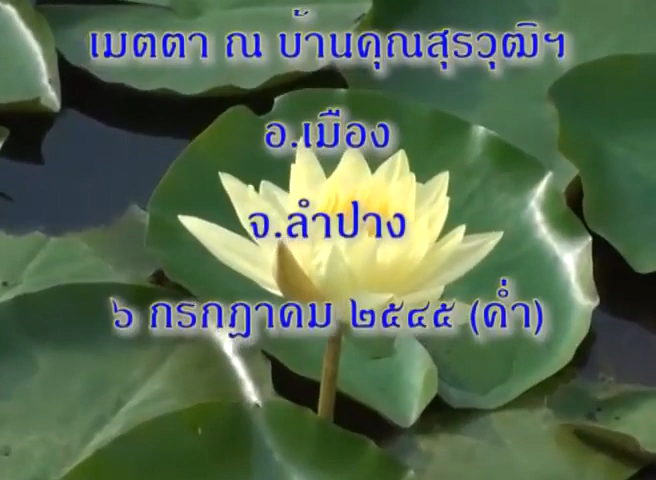 เมตตา ณ บ้านคุณสุรวุฒิฯ
อ.เมือง
จ.ลำปาง
๖ กรกฎาคม ๒๕๔๕ (ค่ำ)